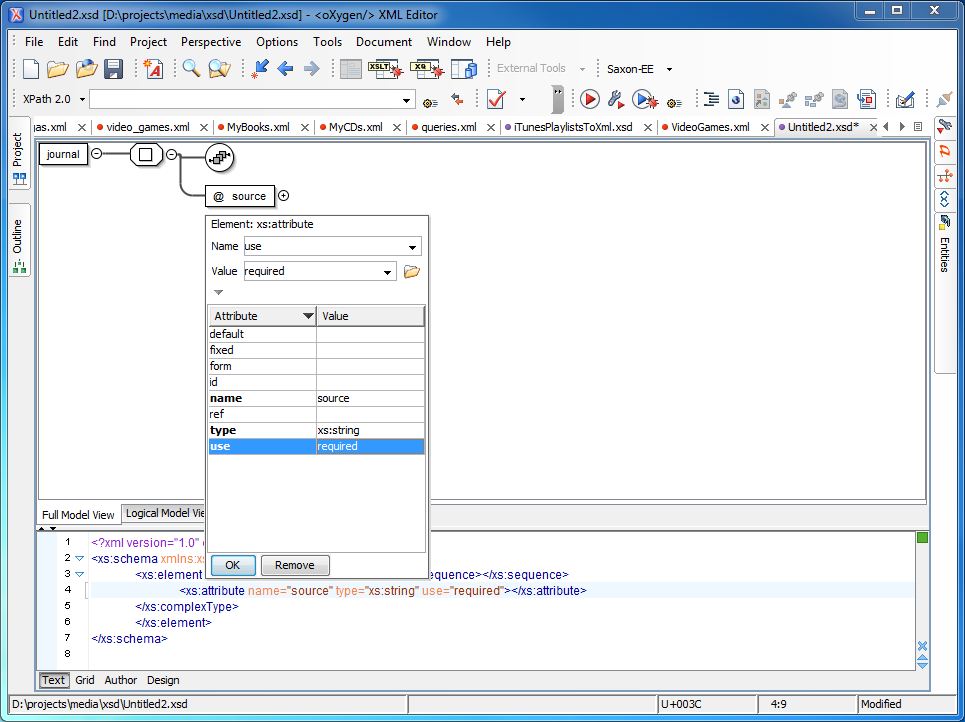 Untitled2.xsd [D:\projects\media\xsd\Untitled2.xsd] - <oXygen/> XML Editor
File Edit Find Project Perspective Options Tools Document Window Help
XSLT XQ External Tools Saxon-EE
XPath 2.0
as.xml video_games.xml MyBooks.xml MyCDs.xml queries.xml iTunesPlaylistsToXml.xsd VideoGames.xml Untitled2.xsd*
Project
Outline
Entities
journal
@ source
Element: xs:attribute
Name use
Value required
Attribute Value
default
fixed
form
id
name source
ref
type xs:string
use required
OK Remove
Full Model View Logical Model Vie
1 <?xml version="1.0"
2 <xs:schema xmlns:xs
3 <xs:element equence></xs:sequence>
4 <xs:attribute name="source" type="xs:string" use="required"></xs:attribute>
5 </xs:complexType>
6 </xs:element>
7 </xs:schema>
8
Text Grid Author Design
D:\projects\media\xsd\Untitled2.xsd U+003C 4:9 Modified